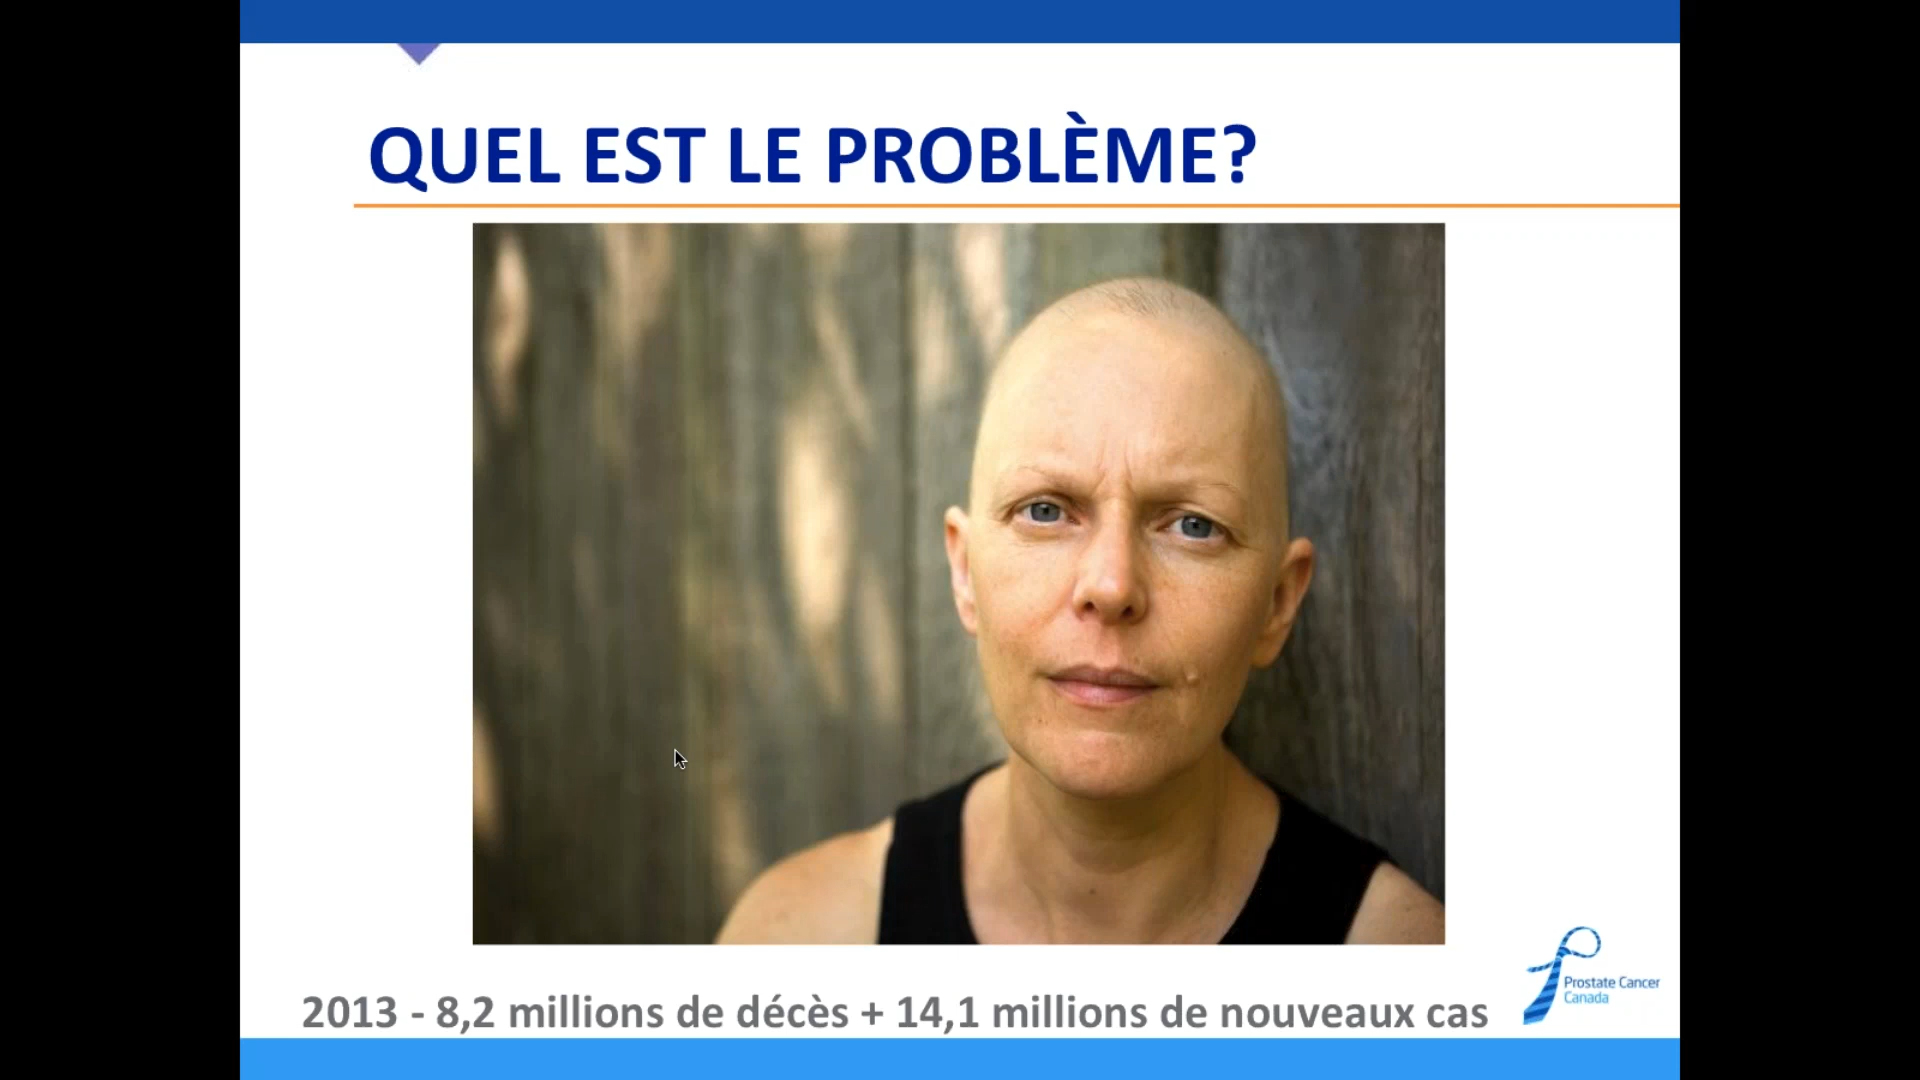 QUEL EST LE PROBLÈME?
Prostate Cancer
Canada
2013 - 8,2 millions de décès + 14,1 millions de nouveaux cas